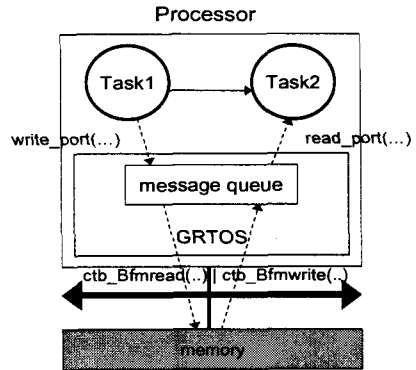 Processor
Task1
Task2
write_port(...)
read_port(...)
message queue
GRTOS
ctb_Bfmread(..) | ctb_Bfmwrite(..)
memory